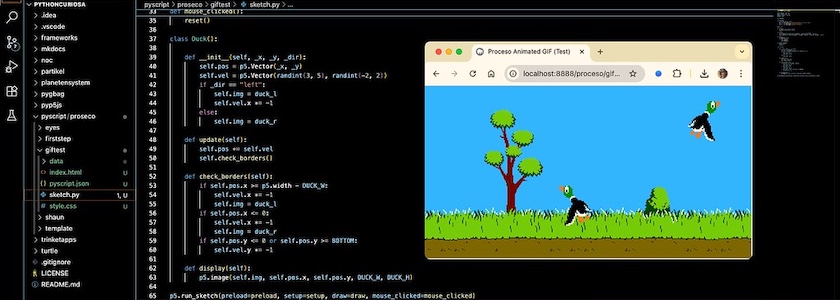 PYTHONCURIOSA
.idea
.vscode
frameworks
mkdocs
noc
partikel
planetensystem
pygbag
pyp5js
pyscript/proseco
eyes
firststep
giftest
data
index.html U
pyscript.json U
sketch.py 1, U
style.css U
shaun
template
trinketapps
turtle
.gitignore
LICENSE
README.md
pyscript > proseco > giftest > sketch.py > ...
33 def mouse_clicked():
35 reset()
36
37 class Duck():
38
39 def __init__(self, _x, _y, _dir):
40 self.pos = p5.Vector(_x, _y)
41 self.vel = p5.Vector(randint(3, 5), randint(-2, 2))
42 if _dir == "left":
43 self.img = duck_l
44 self.vel.x *= -1
45 else:
46 self.img = duck_r
47
48 def update(self):
49 self.pos += self.vel
50 self.check_borders()
51
52 def check_borders(self):
53 if self.pos.x >= p5.width - DUCK_W:
54 self.vel.x *= -1
55 self.img = duck_l
56 if self.pos.x <= 0:
57 self.vel.x *= -1
58 self.img = duck_r
59 if self.pos.y <= 0 or self.pos.y >= BOTTOM:
60 self.vel.y *= -1
61
62 def display(self):
63 p5.image(self.img, self.pos.x, self.pos.y, DUCK_W, DUCK_H)
64
65 p5.run_sketch(preload=preload, setup=setup, draw=draw, mouse_clicked=mouse_clicked)
Proceso Animated GIF (Test)
localhost:8888/proceso/gif...